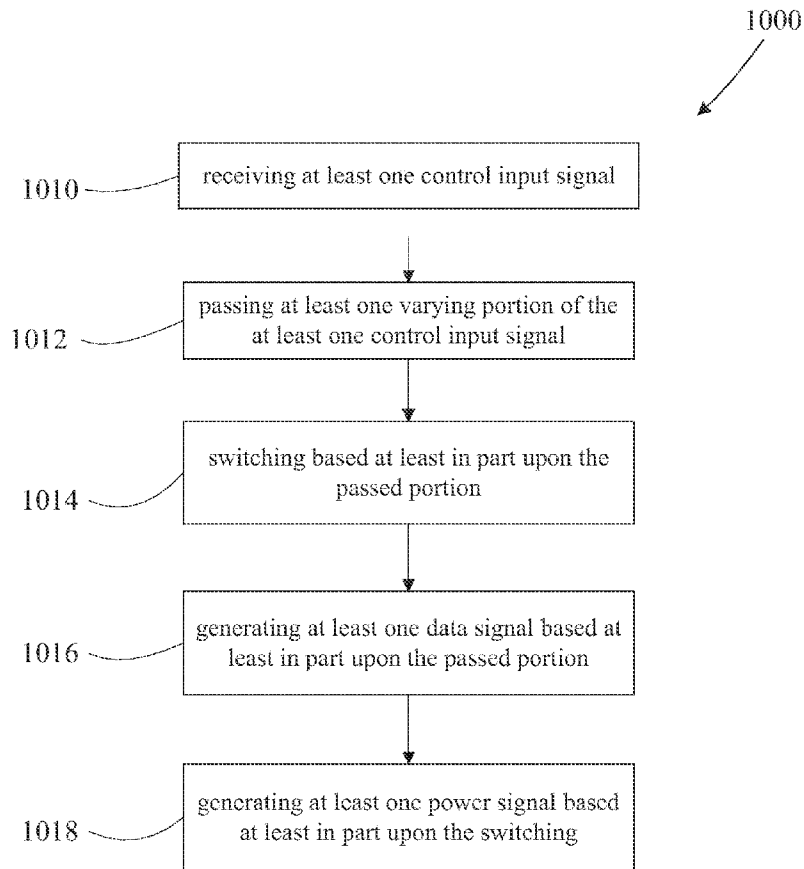 1000
1010
receiving at least one control input signal
1012
passing at least one varying portion of the
at least one control input signal
1014
switching based at least in part upon the
passed portion
1016
generating at least one data signal based at
least in part upon the passed portion
1018
generating at least one power signal based
at least in part upon the switching